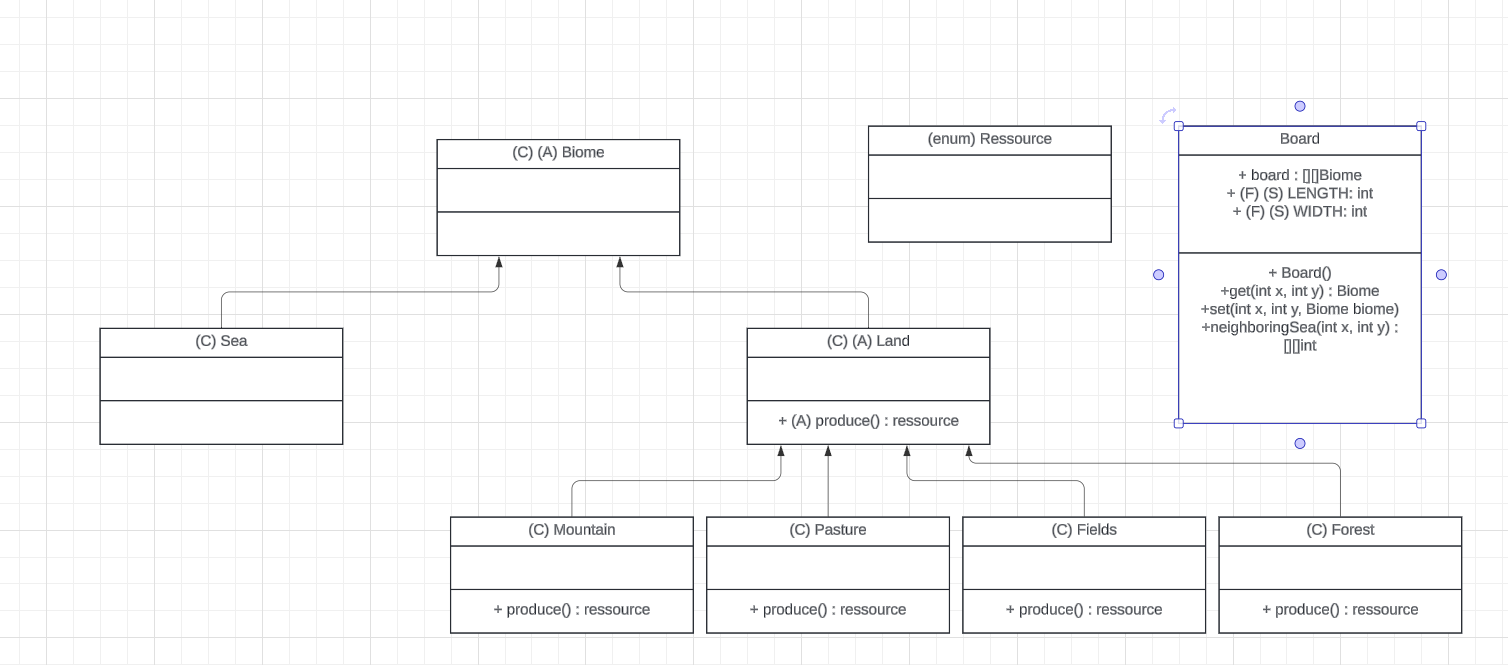 (C) (A) Biome
(enum) Ressource
Board
+ board : [][]Biome
+ (F) (S) LENGTH: int
+ (F) (S) WIDTH: int
+ Board()
+get(int x, int y) : Biome
+set(int x, int y, Biome biome)
+neighboringSea(int x, int y) :
[][]int
(C) Sea
(C) (A) Land
+ (A) produce() : ressource
(C) Mountain
+ produce() : ressource
(C) Pasture
+ produce() : ressource
(C) Fields
+ produce() : ressource
(C) Forest
+ produce() : ressource